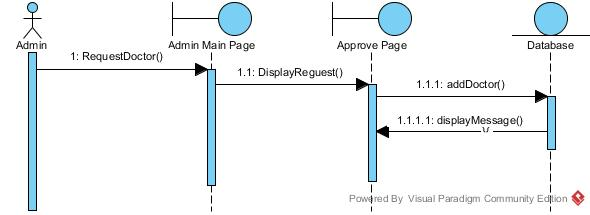 Admin
Admin Main Page
Approve Page
Database
1: RequestDoctor()
1.1: DisplayReguest()
1.1.1: addDoctor()
1.1.1.1: displayMessage()
Powered By Visual Paradigm Community Edition